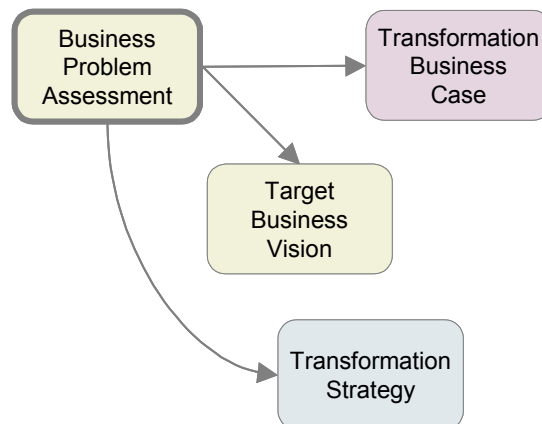 Business
Problem
Assessment
Transformation
Business
Case
Target
Business
Vision
Transformation
Strategy